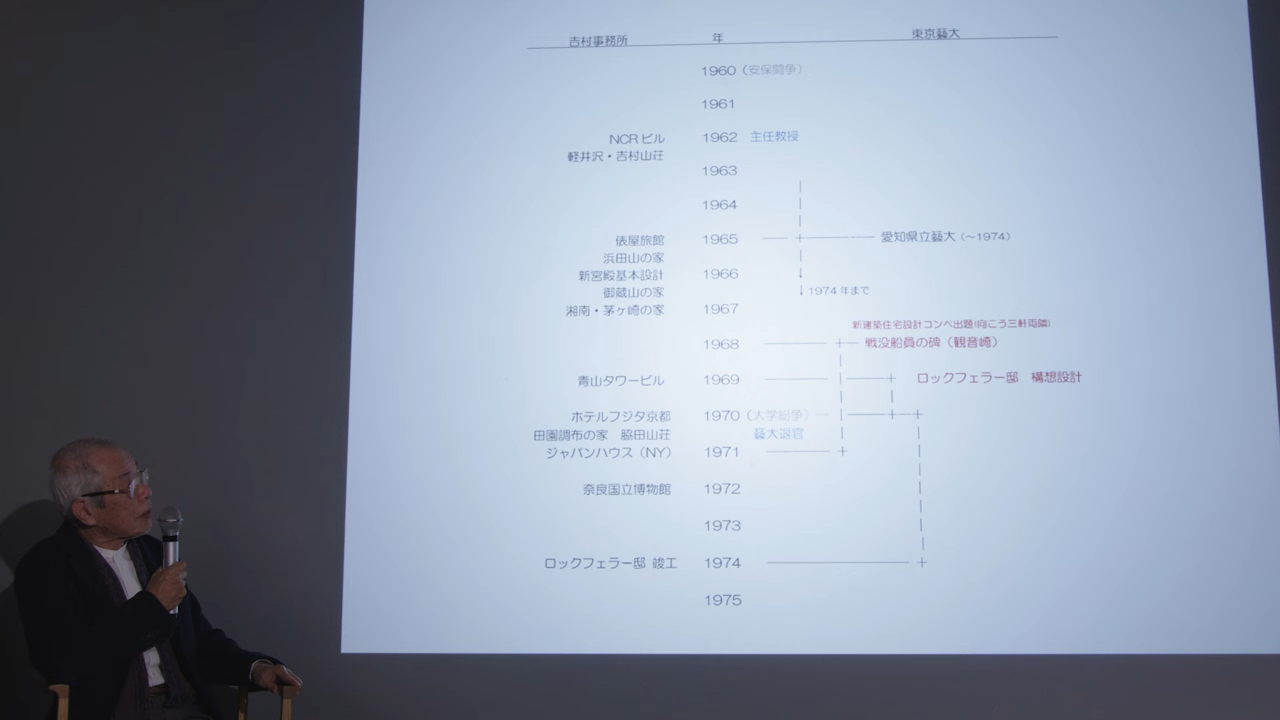 吉村事務所 年 東京藝大
1960（安保闘争）
1961
NCRビル 1962 主任教授
軽井沢・吉村山荘
1963
1964
俵屋旅館 1965 愛知県立藝大（～1974）
浜田山の家
新宮殿基本設計 1966
御蔵山の家 1974年まで
湘南・茅ヶ崎の家 1967
新建築住宅設計コンペ出題(向こう三軒両隣)
1968 戦没船員の碑（観音崎）
青山タワービル 1969 ロックフェラー邸 構想設計
ホテルフジタ京都 1970（大学紛争）
田園調布の家 脇田山荘 藝大退官
ジャパンハウス（NY） 1971
奈良国立博物館 1972
1973
ロックフェラー邸 竣工 1974
1975